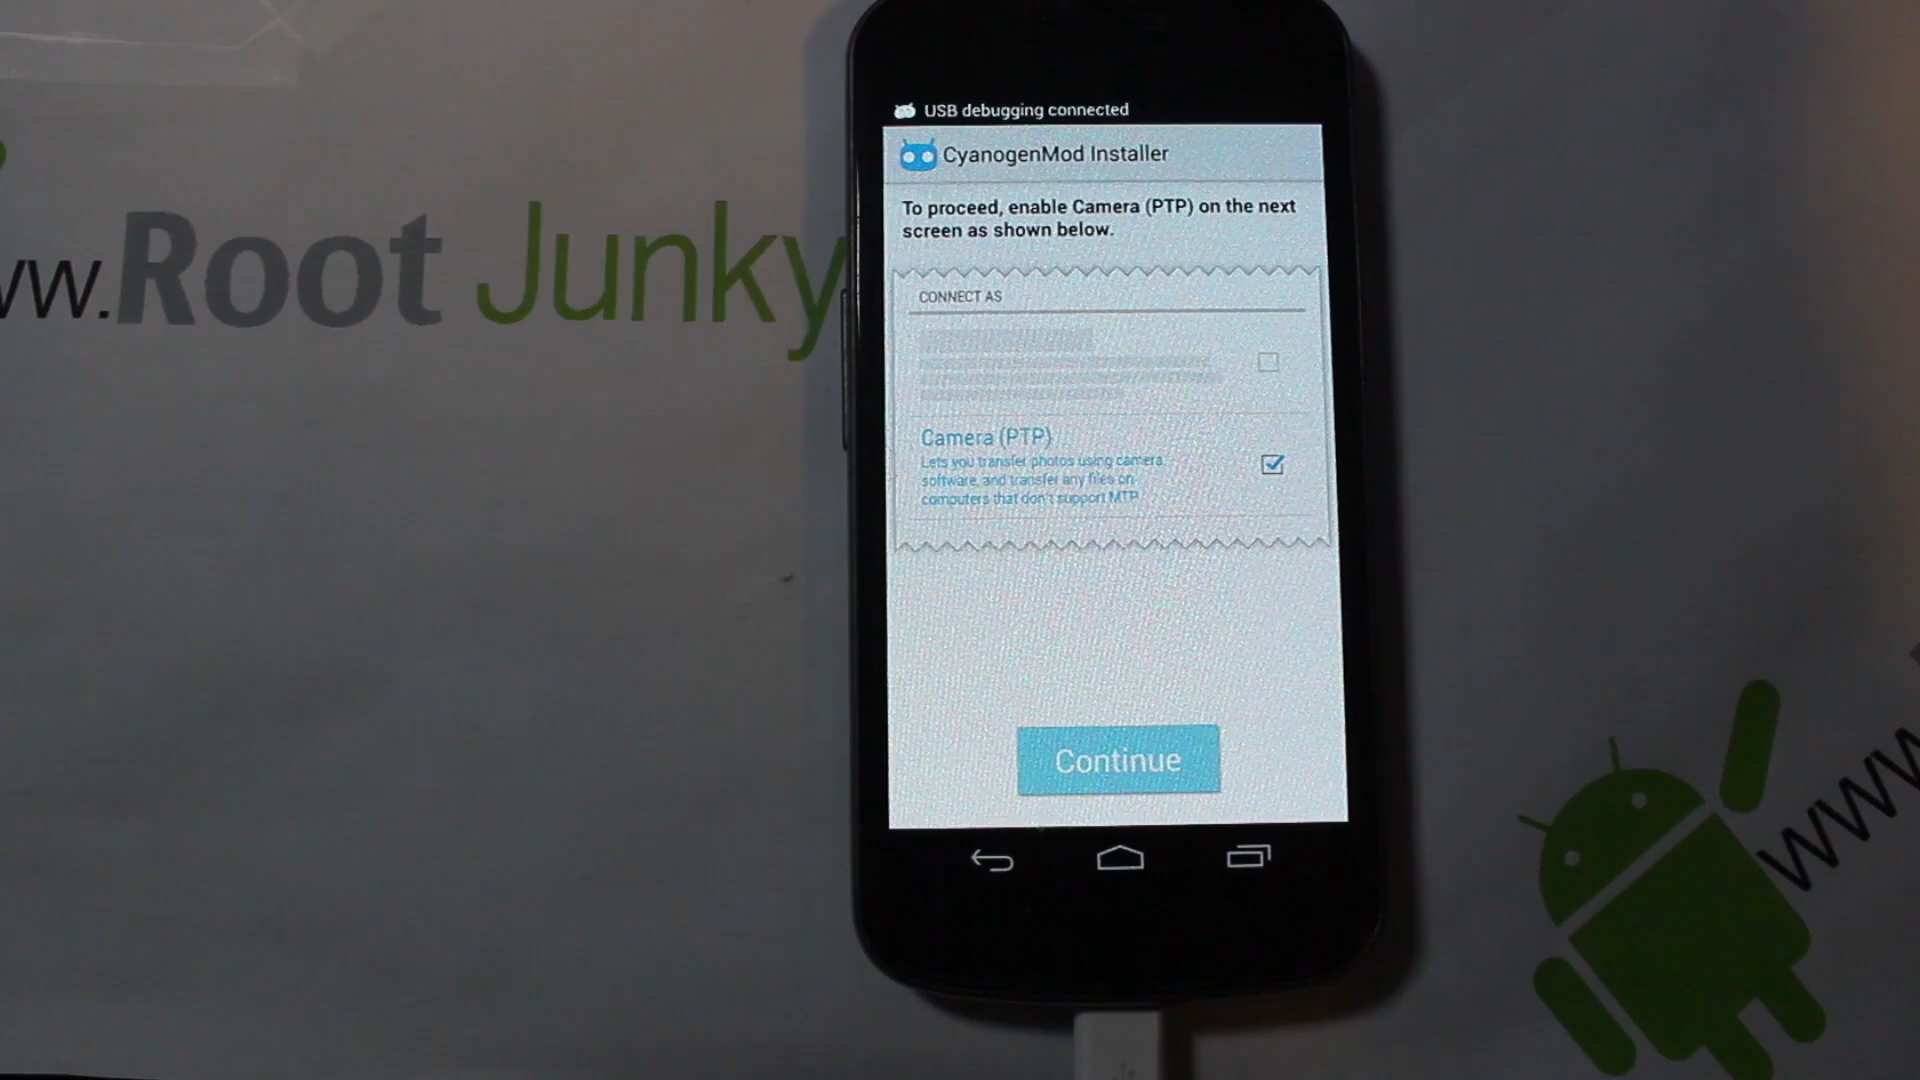 USB debugging connected
CyanogenMod Installer
To proceed, enable Camera (PTP) on the next
screen as shown below.
CONNECT AS
Camera (PTP)
Lets you transfer photos using camera
software, and transfer any files on
computers that don't support MTP
Continue
ww.Root Junky
www